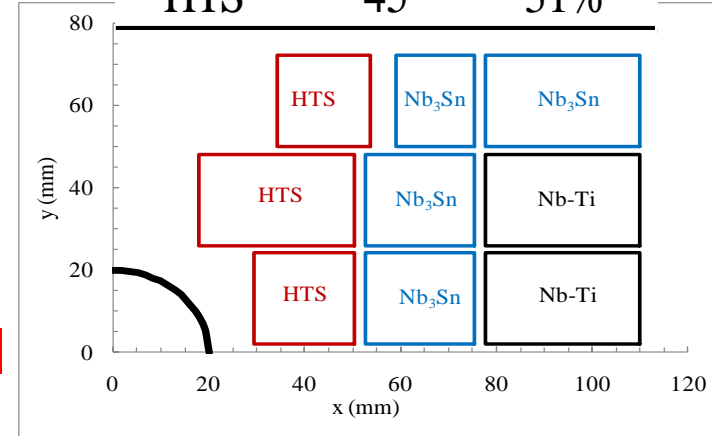 HTS
80
HTS Nb₃Sn Nb₃Sn
60
HTS Nb₃Sn Nb-Ti
40
y (mm)
20
HTS Nb₃Sn Nb-Ti
0
0 20 40 60 80 100 120
x (mm)